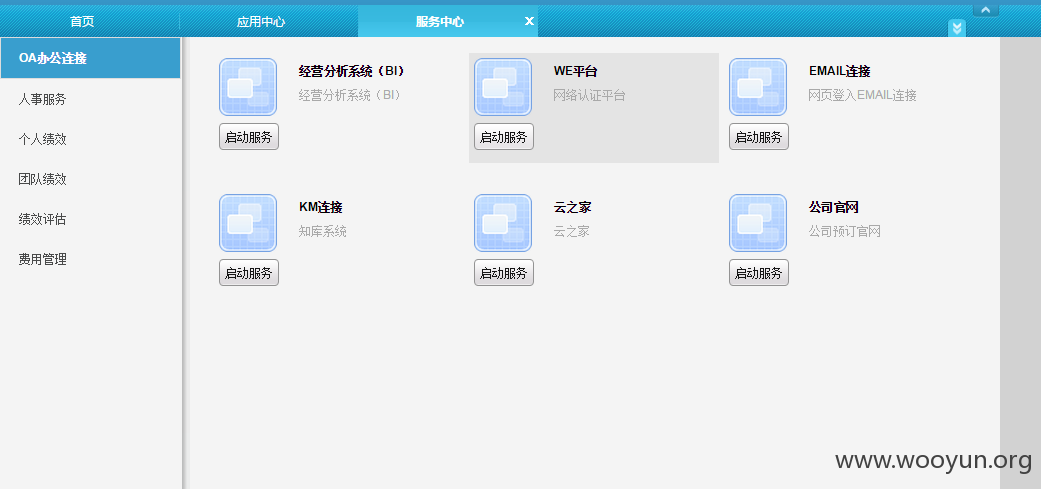 首页
应用中心
服务中心
x
OA办公连接
人事服务
个人绩效
团队绩效
绩效评估
费用管理
经营分析系统（BI）
经营分析系统（BI）
启动服务
WE平台
网络认证平台
启动服务
EMAIL连接
网页登入EMAIL连接
启动服务
KM连接
知库系统
启动服务
云之家
云之家
启动服务
公司官网
公司预订官网
启动服务
www.wooyun.org